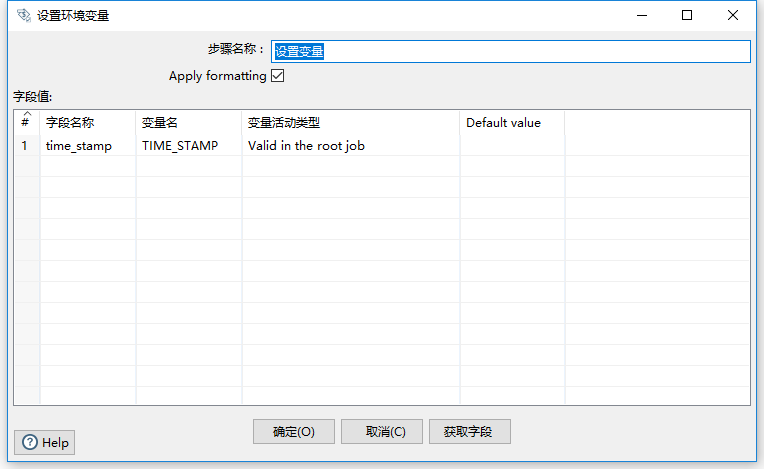 设置环境变量
步骤名称：设置变量
Apply formatting
字段值:
# 字段名称 变量名 变量活动类型 Default value
1 time_stamp TIME_STAMP Valid in the root job
确定(O) 取消(C) 获取字段
Help